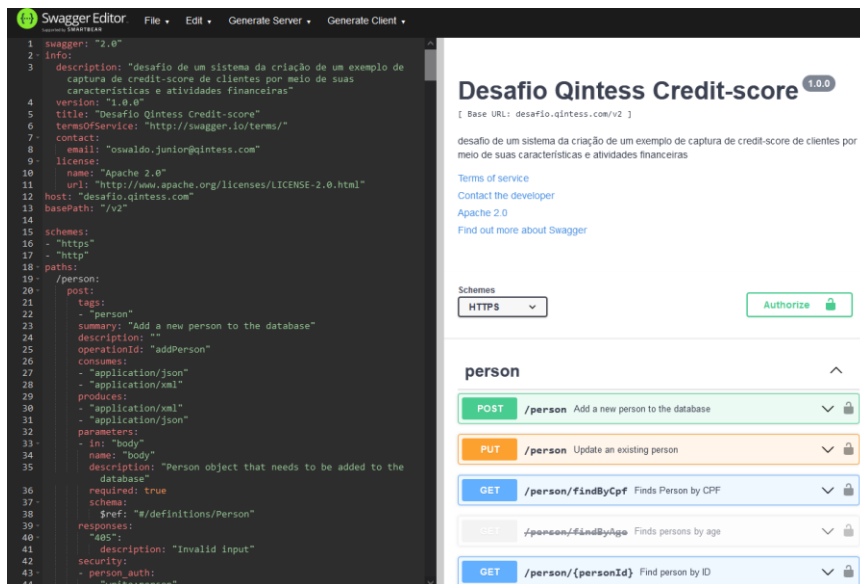 Swagger Editor. File Edit Generate Server Generate Client
Supported by SMARTBEAR
1 swagger: "2.0"
2 info:
3 description: "desafio de um sistema da criação de um exemplo de
captura de credit-score de clientes por meio de suas
características e atividades financeiras"
4 version: "1.0.0"
5 title: "Desafio Qintess Credit-score"
6 termsOfService: "http://swagger.io/terms/"
7 contact:
8 email: "oswaldo.junior@qintess.com"
9 license:
10 name: "Apache 2.0"
11 url: "http://www.apache.org/licenses/LICENSE-2.0.html"
12 host: "desafio.qintess.com"
13 basePath: "/v2"
14
15 schemes:
16 - "https"
17 - "http"
18 paths:
19 /person:
20 post:
21 tags:
22 - "person"
23 summary: "Add a new person to the database"
24 description: ""
25 operationId: "addPerson"
26 consumes:
27 - "application/json"
28 - "application/xml"
29 produces:
30 - "application/xml"
31 - "application/json"
32 parameters:
33 - in: "body"
34 name: "body"
35 description: "Person object that needs to be added to the
database"
36 required: true
37 schema:
38 $ref: "#/definitions/Person"
39 responses:
40 "405":
41 description: "Invalid input"
42 security:
43 - person_auth:
44 - "write:person"
Desafio Qintess Credit-score 1.0.0
[ Base URL: desafio.qintess.com/v2 ]
desafio de um sistema da criação de um exemplo de captura de credit-score de clientes por
meio de suas características e atividades financeiras
Terms of service
Contact the developer
Apache 2.0
Find out more about Swagger
Schemes
HTTPS
Authorize
person
POST /person Add a new person to the database
PUT /person Update an existing person
GET /person/findByCpf Finds Person by CPF
GET /person/findByAge Finds persons by age
GET /person/{personId} Find person by ID